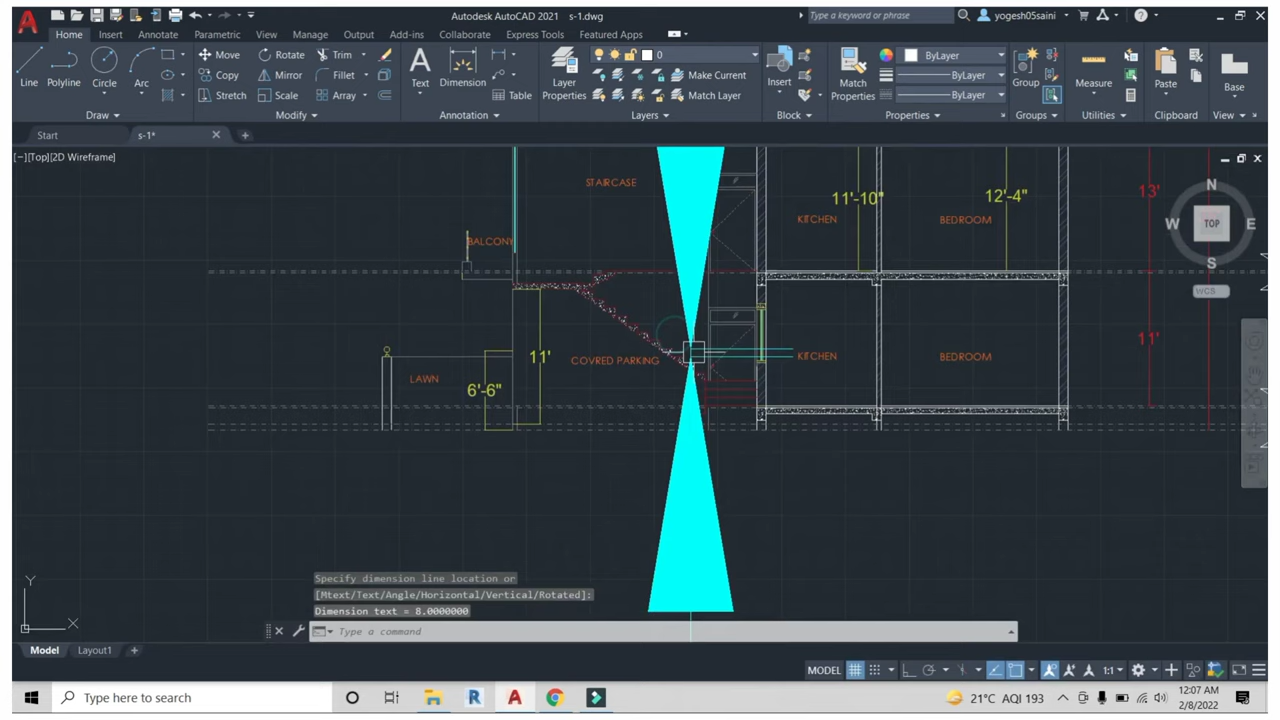 Autodesk AutoCAD 2021 s-1.dwg
Type a keyword or phrase
yogesh05saini
Home Insert Annotate Parametric View Manage Output Add-ins Collaborate Express Tools Featured Apps
Line
Polyline
Circle
Arc
Move
Copy
Stretch
Rotate
Mirror
Scale
Trim
Fillet
Array
Text
Dimension
Table
Layer
Properties
0
Make Current
Match Layer
Insert
Match
Properties
ByLayer
ByLayer
ByLayer
Group
Measure
Paste
Base
Draw
Modify
Annotation
Layers
Block
Properties
Groups
Utilities
Clipboard
View
Start
s-1*
[−][Top][2D Wireframe]
STAIRCASE
11'-10"
12'-4"
13'
KITCHEN
BEDROOM
BALCONY
N
W
TOP
E
S
WCS
11'
COVRED PARKING
KITCHEN
BEDROOM
11'
LAWN
6'-6"
Specify dimension line location or
[Mtext/Text/Angle/Horizontal/Vertical/Rotated]:
Dimension text = 8.0000000
Type a command
Y
X
Model Layout1
MODEL
1:1
Type here to search
21°C AQI 193
12:07 AM
2/8/2022